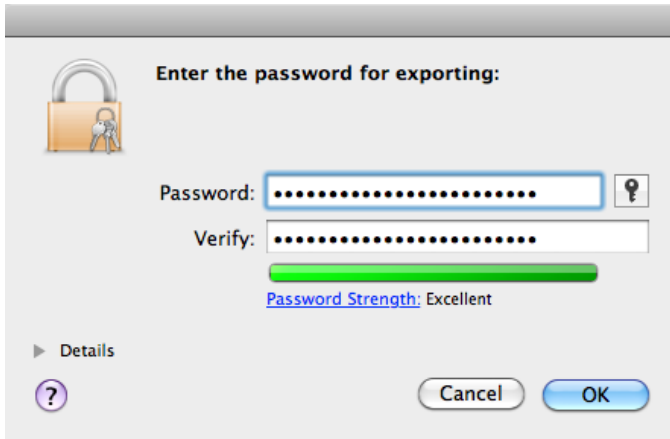 Enter the password for exporting:
Password: ••••••••••••••••••••••••
Verify: ••••••••••••••••••••••••
Password Strength: Excellent
Details
?
Cancel OK